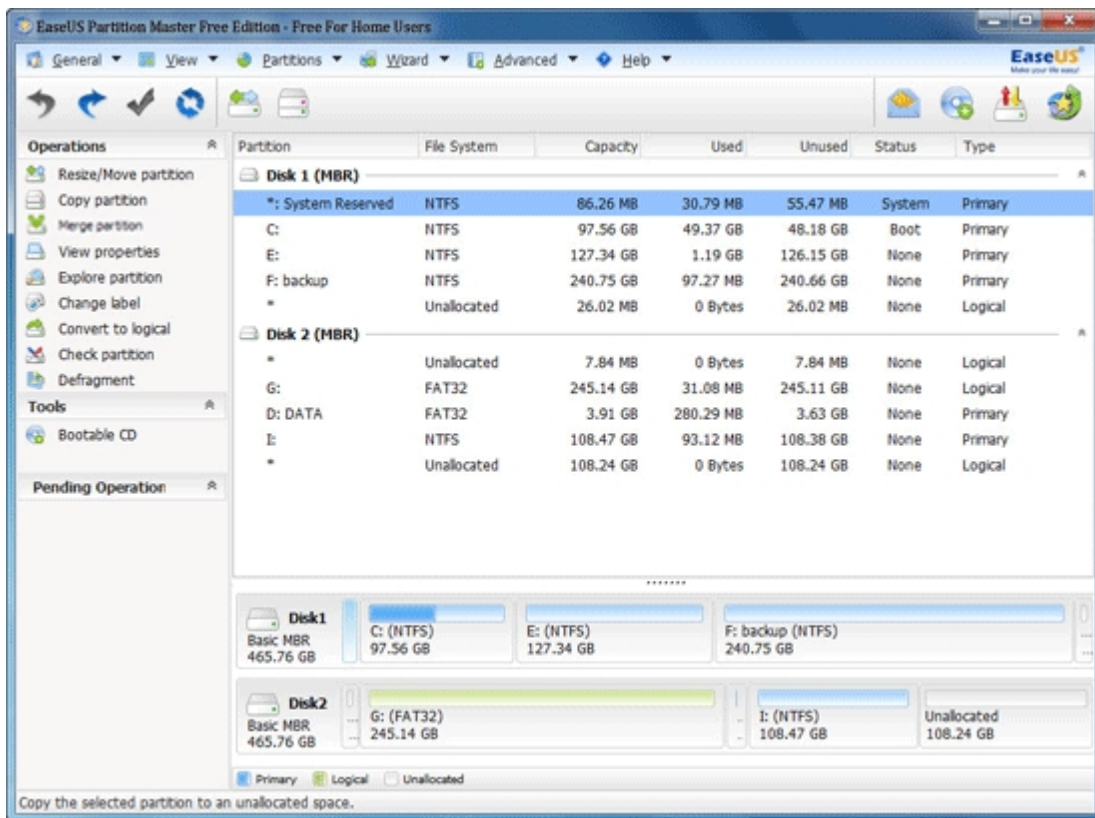 EaseUS Partition Master Free Edition - Free For Home Users
General View Partitions Wizard Advanced Help
EaseUS
Make your life easy!
Operations
Resize/Move partition
Copy partition
Merge partition
View properties
Explore partition
Change label
Convert to logical
Check partition
Defragment
Tools
Bootable CD
Pending Operation
Partition File System Capacity Used Unused Status Type
Disk 1 (MBR)
*: System Reserved NTFS 86.26 MB 30.79 MB 55.47 MB System Primary
C: NTFS 97.56 GB 49.37 GB 48.18 GB Boot Primary
E: NTFS 127.34 GB 1.19 GB 126.15 GB None Primary
F: backup NTFS 240.75 GB 97.27 MB 240.66 GB None Primary
* Unallocated 26.02 MB 0 Bytes 26.02 MB None Logical
Disk 2 (MBR)
* Unallocated 7.84 MB 0 Bytes 7.84 MB None Logical
G: FAT32 245.14 GB 31.08 MB 245.11 GB None Logical
D: DATA FAT32 3.91 GB 280.29 MB 3.63 GB None Primary
I: NTFS 108.47 GB 93.12 MB 108.38 GB None Primary
* Unallocated 108.24 GB 0 Bytes 108.24 GB None Logical
Disk1
Basic MBR
465.76 GB
C: (NTFS)
97.56 GB
E: (NTFS)
127.34 GB
F: backup (NTFS)
240.75 GB
...
...
Disk2
Basic MBR
465.76 GB
...
...
G: (FAT32)
245.14 GB
I: (NTFS)
108.47 GB
Unallocated
108.24 GB
Primary Logical Unallocated
Copy the selected partition to an unallocated space.